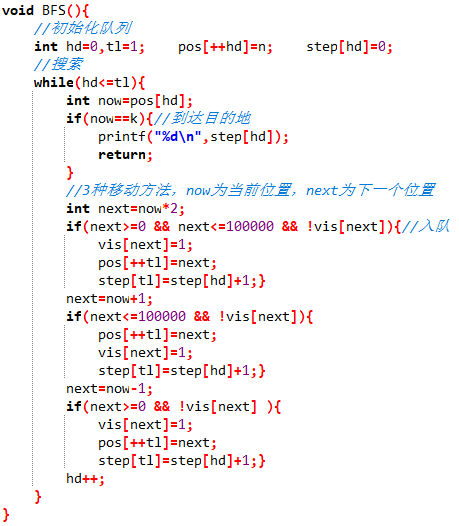 void BFS(){
    //初始化队列
    int hd=0,tl=1;    pos[++hd]=n;    step[hd]=0;
    //搜索
    while(hd<=tl){
        int now=pos[hd];
        if(now==k){//到达目的地
            printf("%d\n",step[hd]);
            return;
        }
        //3种移动方法，now为当前位置，next为下一个位置
        int next=now*2;
        if(next>=0 && next<=100000 && !vis[next]){//入队
            vis[next]=1;
            pos[++tl]=next;
            step[tl]=step[hd]+1;}
        next=now+1;
        if(next<=100000 && !vis[next]){
            pos[++tl]=next;
            vis[next]=1;
            step[tl]=step[hd]+1;}
        next=now-1;
        if(next>=0 && !vis[next] ){
            vis[next]=1;
            pos[++tl]=next;
            step[tl]=step[hd]+1;}
        hd++;
    }
}